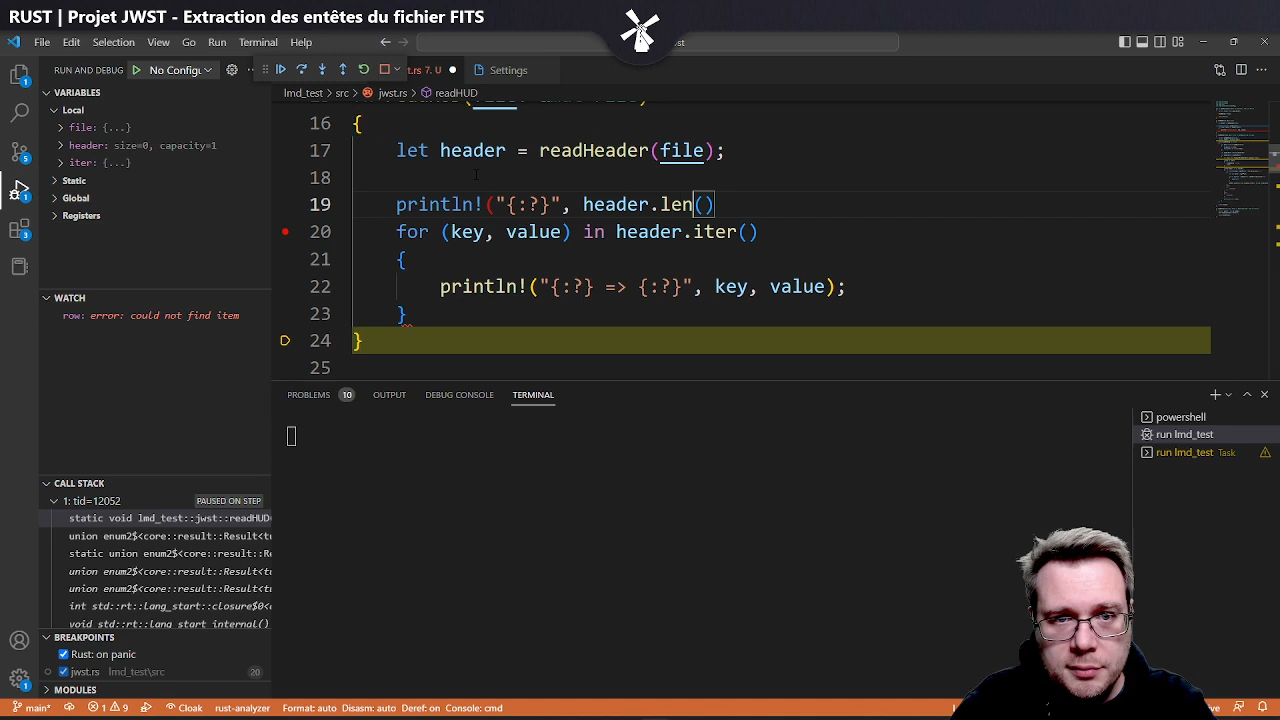 RUST | Projet JWST - Extraction des entêtes du fichier FITS
File Edit Selection View Go Run Terminal Help
RUN AND DEBUG No Configu
t.rs 7, U Settings
lmd_test > src > jwst.rs > readHUD
VARIABLES
Local
file: {...}
header: size=0, capacity=1
iter: {...}
Static
Global
Registers
16 {
17 let header = readHeader(file);
18
19 println!("{:?}", header.len()
20 for (key, value) in header.iter()
21 {
22 println!("{:?} => {:?}", key, value);
23 }
24 }
25
WATCH
row: error: could not find item
PROBLEMS 10 OUTPUT DEBUG CONSOLE TERMINAL
powershell
run lmd_test
run lmd_test Task
CALL STACK
1: tid=12052 PAUSED ON STEP
static void lmd_test::jwst::readHUD
union enum2$<core::result::Result<tu
static union enum2$<core::result::Re
union enum2$<core::result::Result<tu
union enum2$<core::result::Result<tu
int std::rt::lang_start::closure$0<
void std::rt::lang_start_internal()
BREAKPOINTS
Rust: on panic
jwst.rs lmd_test\src 20
MODULES
main* 1 9 Cloak rust-analyzer Format: auto Disasm: auto Deref: on Console: cmd